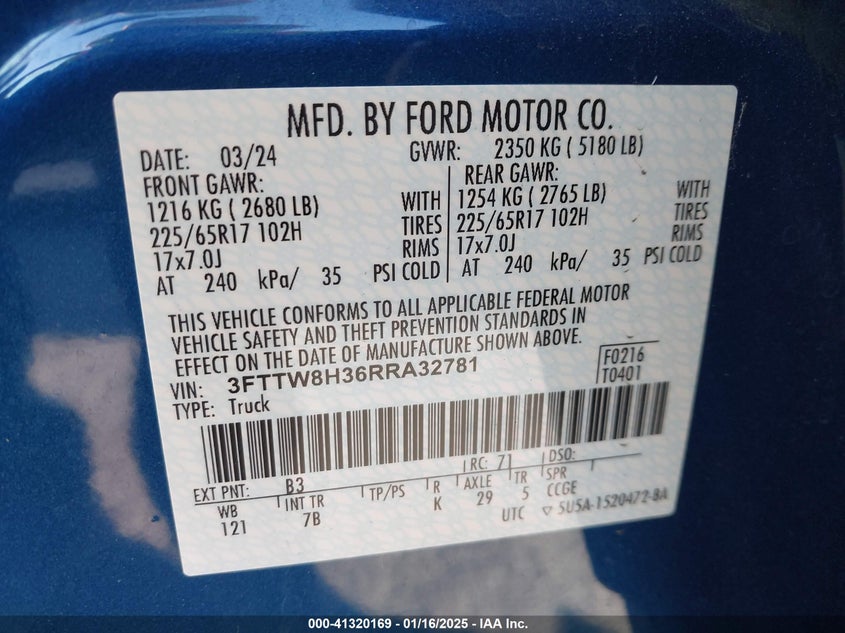 MFD. BY FORD MOTOR CO.
DATE: 03/24 GVWR: 2350 KG ( 5180 LB)
FRONT GAWR: REAR GAWR:
1216 KG ( 2680 LB) WITH 1254 KG ( 2765 LB) WITH
225/65R17 102H TIRES 225/65R17 102H TIRES
17x7.0J RIMS 17x7.0J RIMS
AT 240 kPa/ 35 PSI COLD AT 240 kPa/ 35 PSI COLD
THIS VEHICLE CONFORMS TO ALL APPLICABLE FEDERAL MOTOR
VEHICLE SAFETY AND THEFT PREVENTION STANDARDS IN
EFFECT ON THE DATE OF MANUFACTURE SHOWN ABOVE.
VIN: 3FTTW8H36RRA32781 F0216
TYPE: Truck T0401
EXT PNT: B3 RC: 71 DSO:
WB INT TR TP/PS R AXLE TR SPR
121 7B K 29 5 CCGE
UTC ▽ 5U5A-1520472-BA
000-41320169 - 01/16/2025 - IAA Inc.